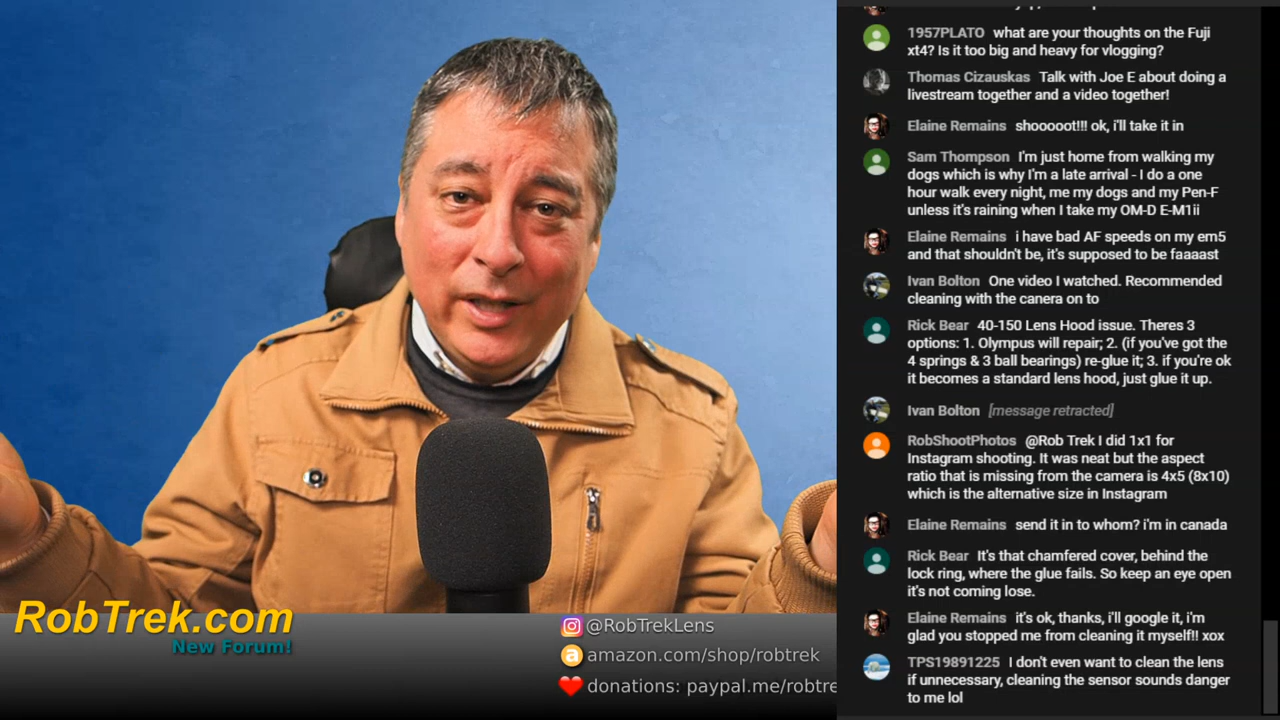 RobTrek.com
New Forum!
@RobTrekLens
amazon.com/shop/robtrek
donations: paypal.me/robtre
1957PLATO what are your thoughts on the Fuji
xt4? Is it too big and heavy for vlogging?
Thomas Cizauskas Talk with Joe E about doing a
livestream together and a video together!
Elaine Remains shooooot!!! ok, i'll take it in
Sam Thompson I'm just home from walking my
dogs which is why I'm a late arrival - I do a one
hour walk every night, me my dogs and my Pen-F
unless it's raining when I take my OM-D E-M1ii
Elaine Remains i have bad AF speeds on my em5
and that shouldn't be, it's supposed to be faaaast
Ivan Bolton One video I watched. Recommended
cleaning with the canera on to
Rick Bear 40-150 Lens Hood issue. Theres 3
options: 1. Olympus will repair; 2. (if you've got the
4 springs & 3 ball bearings) re-glue it; 3. if you're ok
it becomes a standard lens hood, just glue it up.
Ivan Bolton [message retracted]
RobShootPhotos @Rob Trek I did 1x1 for
Instagram shooting. It was neat but the aspect
ratio that is missing from the camera is 4x5 (8x10)
which is the alternative size in Instagram
Elaine Remains send it in to whom? i'm in canada
Rick Bear It's that chamfered cover, behind the
lock ring, where the glue fails. So keep an eye open
it's not coming lose.
Elaine Remains it's ok, thanks, i'll google it, i'm
glad you stopped me from cleaning it myself!! xox
TPS19891225 I don't even want to clean the lens
if unnecessary, cleaning the sensor sounds danger
to me lol